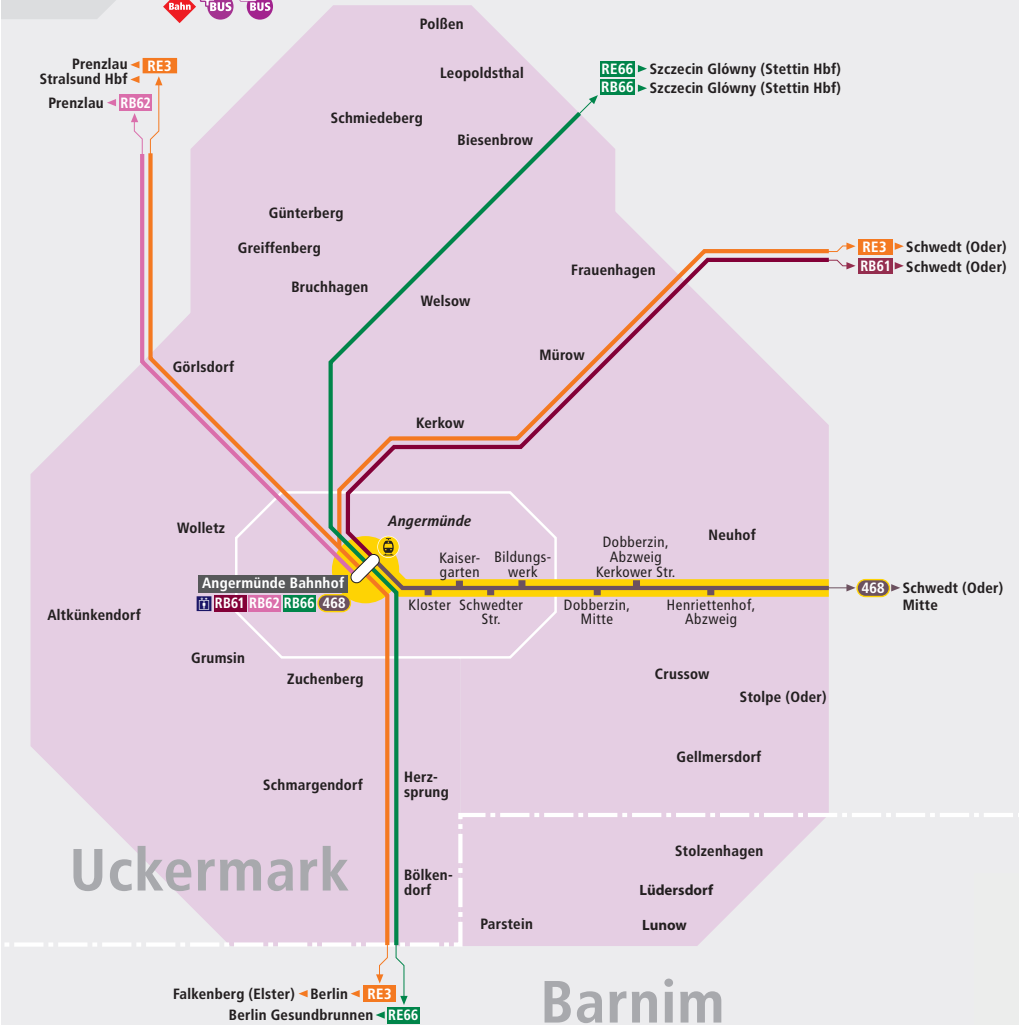 Bahn
BUS
BUS
Polßen
Prenzlau
RE3
Stralsund Hbf
Prenzlau
RB62
Leopoldsthal
RE66
Szczecin Glówny (Stettin Hbf)
RB66
Szczecin Glówny (Stettin Hbf)
Schmiedeberg
Biesenbrow
Günterberg
Greiffenberg
Bruchhagen
Welsow
Frauenhagen
RE3
Schwedt (Oder)
RB61
Schwedt (Oder)
Mürow
Görlsdorf
Kerkow
Wolletz
Angermünde
Neuhof
Kaiser-
garten
Bildungs-
werk
Dobberzin,
Abzweig
Kerkower Str.
Angermünde Bahnhof
RB61 RB62 RB66 468
Kloster
Schwedter
Str.
Dobberzin,
Mitte
Henriettenhof,
Abzweig
468
Schwedt (Oder)
Mitte
Altkünkendorf
Grumsin
Zuchenberg
Crussow
Stolpe (Oder)
Gellmersdorf
Schmargendorf
Herz-
sprung
Uckermark
Bölken-
dorf
Stolzenhagen
Lüdersdorf
Parstein
Lunow
Falkenberg (Elster)
Berlin
RE3
Berlin Gesundbrunnen
RE66
Barnim